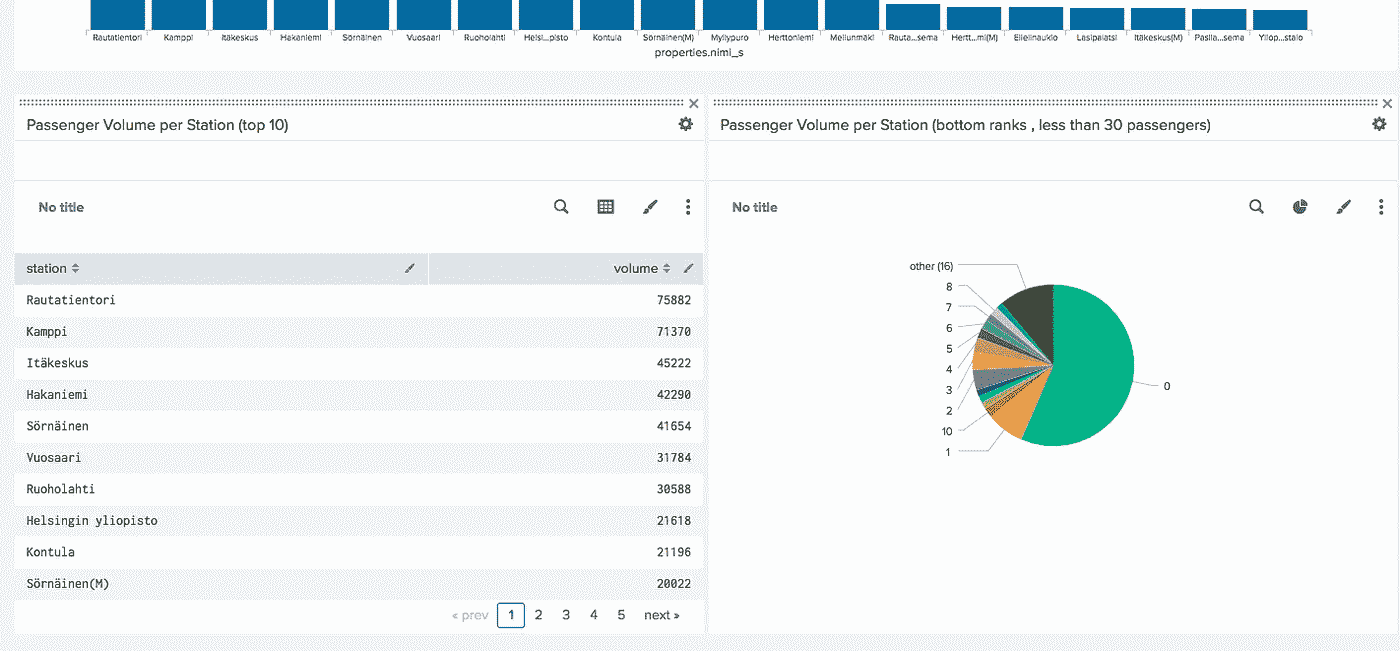 Rautatientori Kamppi Itäkeskus Hakaniemi Sörnäinen Vuosaari Ruoholahti Helsi...pisto Kontula Sörnäinen(M) Myllypuro Herttoniemi Mellunmäki Rauta...sema Hertt...mi(M) Elielinaukio Lasipalatsi Itäkeskus(M) Pasila...sema Yliop...stalo
properties.nimi_s
Passenger Volume per Station (top 10)
No title
station volume
Rautatientori 75882
Kamppi 71370
Itäkeskus 45222
Hakaniemi 42290
Sörnäinen 41654
Vuosaari 31784
Ruoholahti 30588
Helsingin yliopisto 21618
Kontula 21196
Sörnäinen(M) 20022
« prev 1 2 3 4 5 next »
Passenger Volume per Station (bottom ranks , less than 30 passengers)
No title
other (16)
8
7
6
5
4
3
2
10
1
0